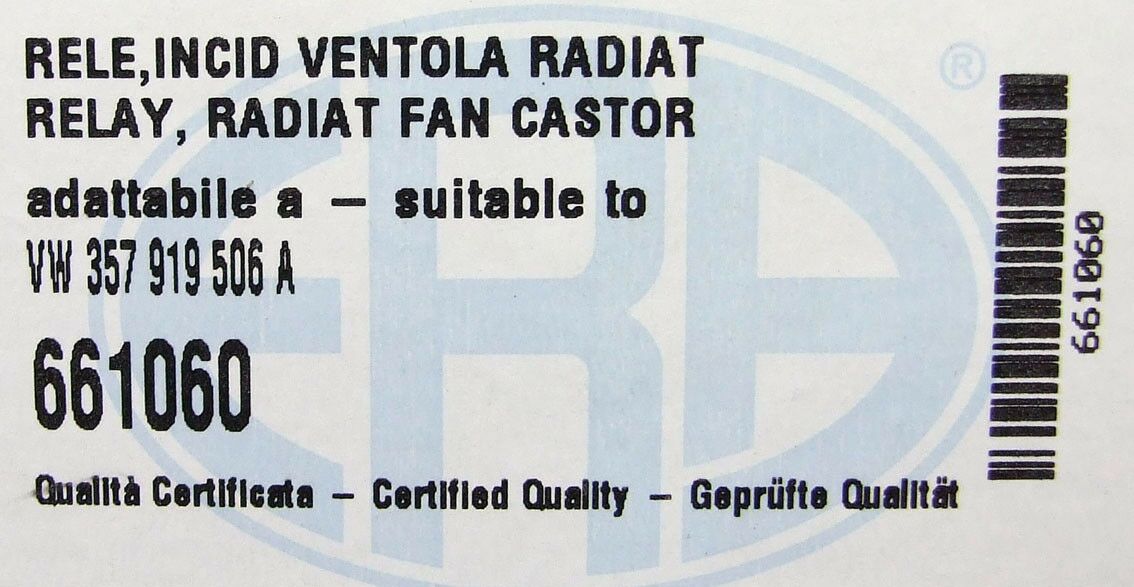 RELE,INCID VENTOLA RADIAT
RELAY, RADIAT FAN CASTOR
adattabile a – suitable to
VW 357 919 506 A
661060
Qualità Certificata – Certified Quality – Geprüfte Qualität
ERA ®
661060